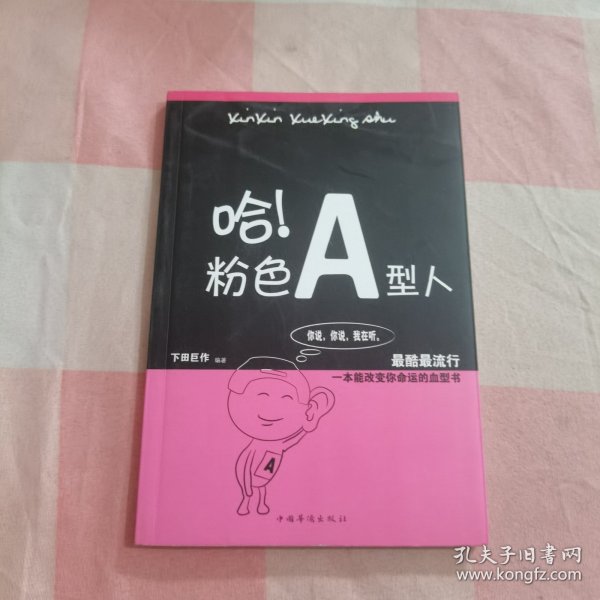 XinXin XueXing shu
哈!
粉色A型人
你说，你说，我在听。
下田巨作 编著
最酷最流行
一本能改变你命运的血型书
A
中国华侨出版社
孔夫子旧书网
www.kongfz.com